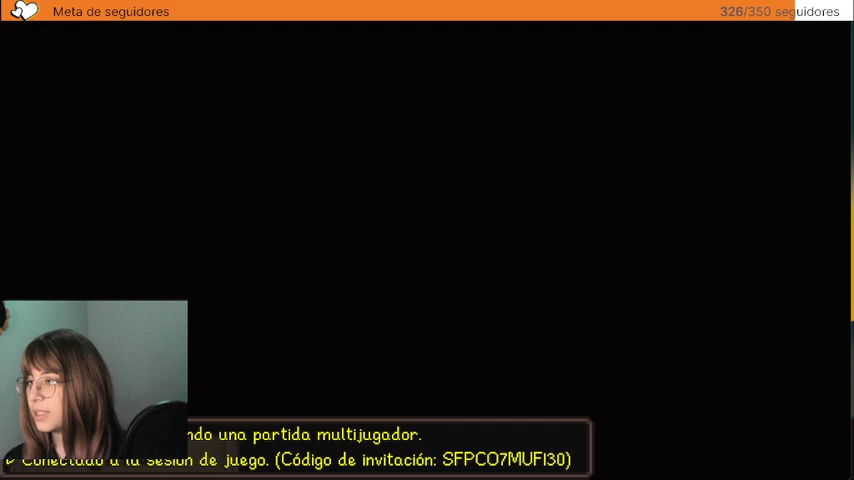 Meta de seguidores
326/350 seguidores
ndo una partida multijugador.
Conectado a la sesión de juego. (Código de invitación: SFPCO7MUFI30)